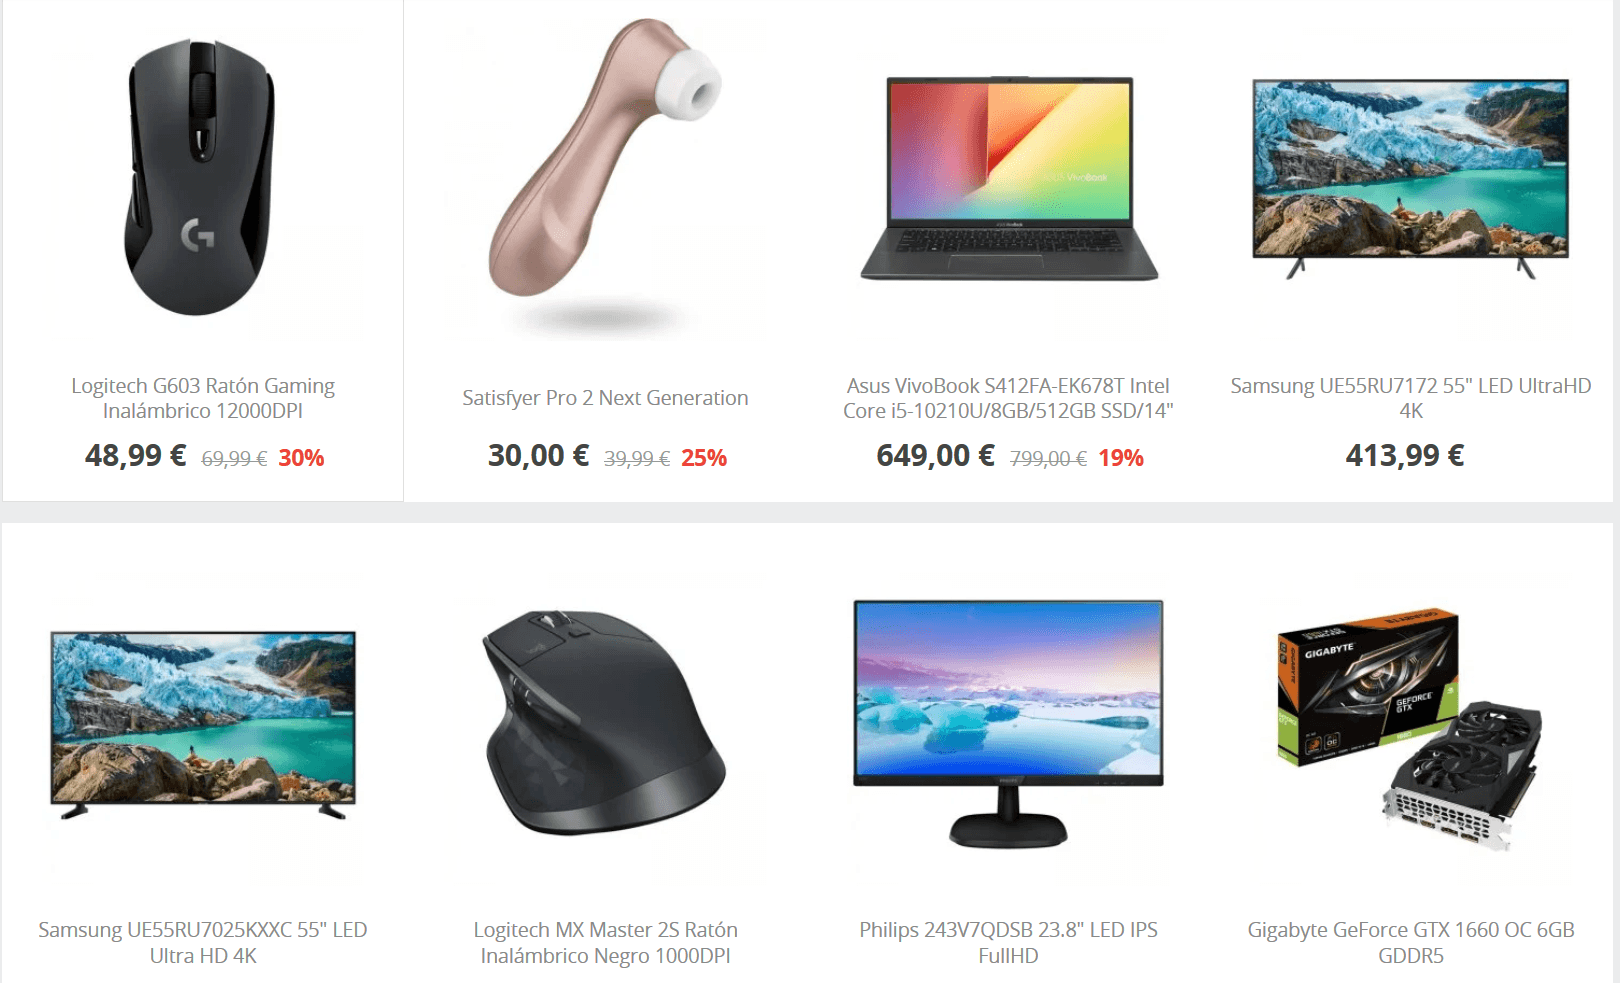 ASUS VivoBook
Logitech G603 Ratón Gaming
Inalámbrico 12000DPI
48,99 € 69,99 € 30%
Satisfyer Pro 2 Next Generation
30,00 € 39,99 € 25%
Asus VivoBook S412FA-EK678T Intel
Core i5-10210U/8GB/512GB SSD/14"
649,00 € 799,00 € 19%
Samsung UE55RU7172 55" LED UltraHD
4K
413,99 €
GIGABYTE
GEFORCE
GTX
Samsung UE55RU7025KXXC 55" LED
Ultra HD 4K
Logitech MX Master 2S Ratón
Inalámbrico Negro 1000DPI
Philips 243V7QDSB 23.8" LED IPS
FullHD
Gigabyte GeForce GTX 1660 OC 6GB
GDDR5